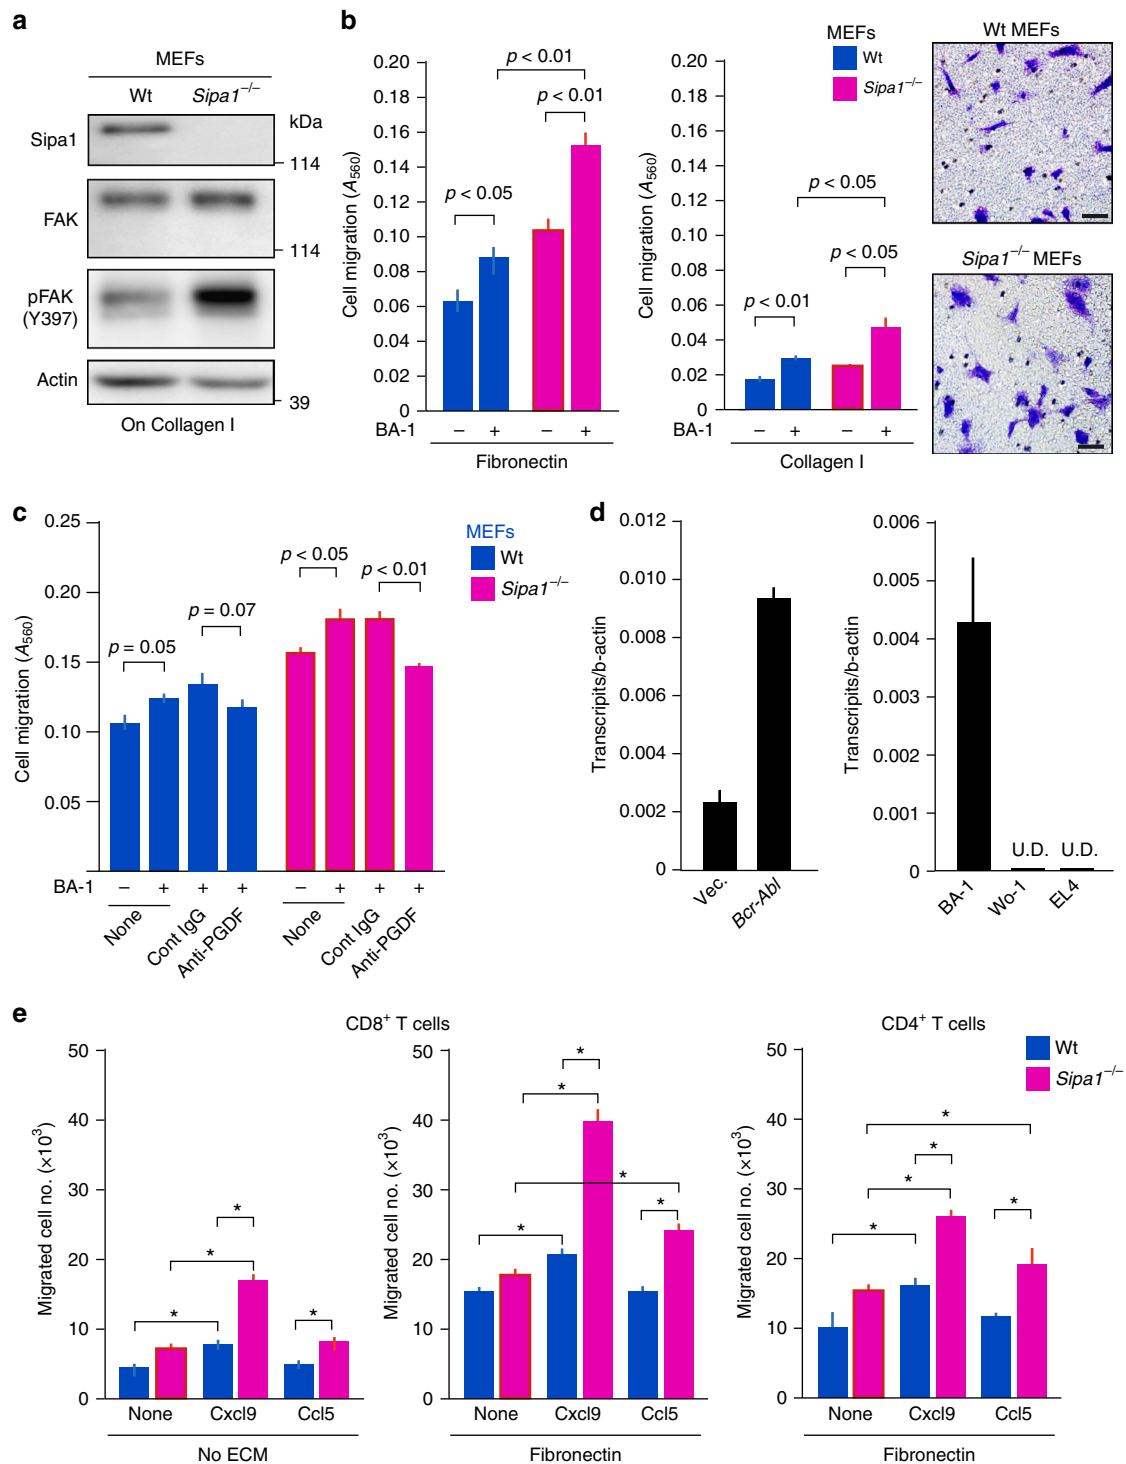 a
MEFs
Wt Sipa1–/–
kDa
Sipa1
114
FAK
114
pFAK
(Y397)
Actin
39
On Collagen I
b
Cell migration (A560)
0.20
0.18
0.16
0.14
0.12
0.10
0.08
0.06
0.04
0.02
0
p < 0.01
p < 0.01
p < 0.05
BA-1 – + – +
Fibronectin
Cell migration (A560)
0.20
0.18
0.16
0.14
0.12
0.10
0.08
0.06
0.04
0.02
0
MEFs
Wt
Sipa1–/–
p < 0.05
p < 0.05
p < 0.01
BA-1 – + – +
Collagen I
Wt MEFs
Sipa1–/– MEFs
c
Cell migration (A560)
0.25
0.20
0.15
0.10
0.05
MEFs
Wt
Sipa1–/–
p < 0.05
p < 0.01
p = 0.07
p = 0.05
BA-1 – + + + – + + +
None
Cont IgG
Anti-PGDF
None
Cont IgG
Anti-PGDF
d
Transcripits/b-actin
0.012
0.010
0.008
0.006
0.004
0.002
0
Vec.
Bcr-Abl
Transcripits/b-actin
0.006
0.005
0.004
0.003
0.002
0.001
0
U.D. U.D.
BA-1
Wo-1
EL4
e
CD8+ T cells
CD4+ T cells
Wt
Sipa1–/–
Migrated cell no. (×103)
50
40
30
20
10
0
*
*
*
*
None Cxcl9 Ccl5
No ECM
Migrated cell no. (×103)
50
40
30
20
10
0
*
*
*
*
*
None Cxcl9 Ccl5
Fibronectin
Migrated cell no. (×103)
50
40
30
20
10
0
*
*
*
*
*
None Cxcl9 Ccl5
Fibronectin